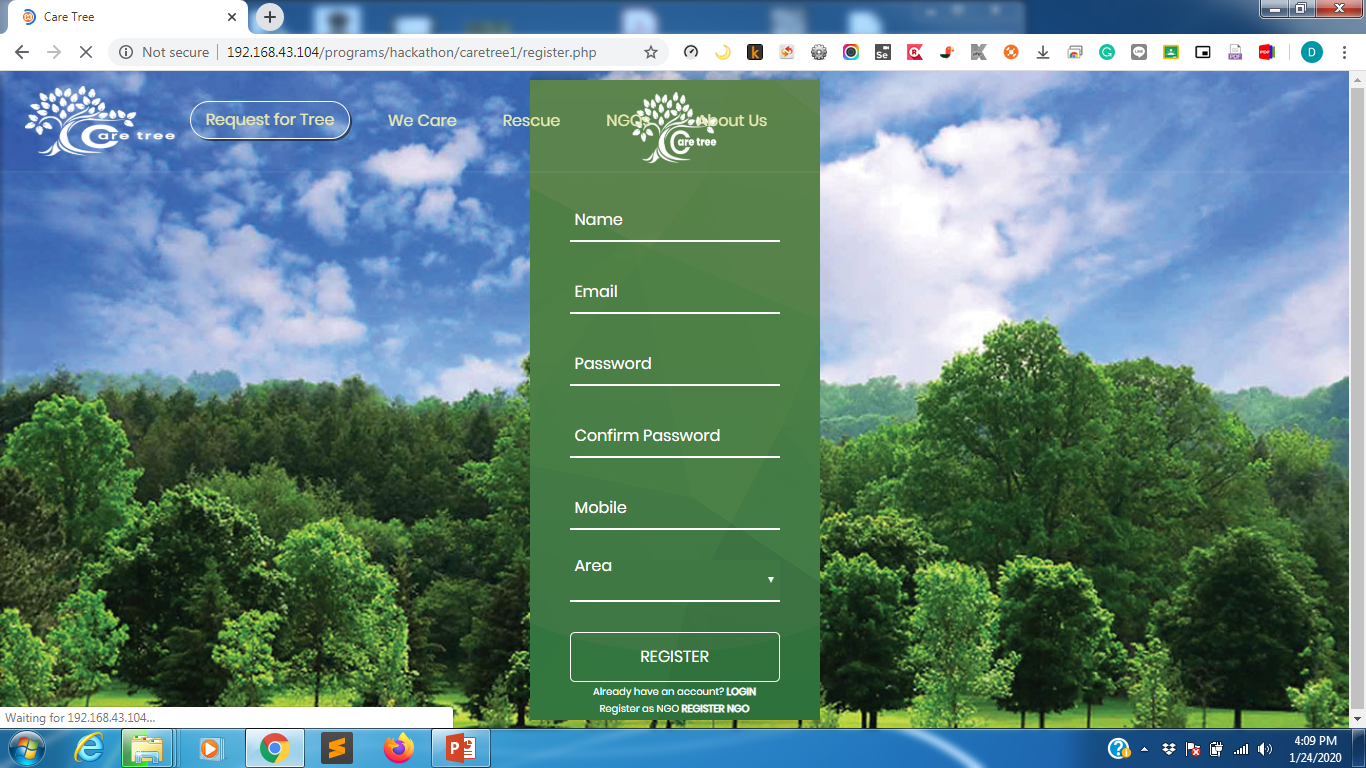 Care Tree
Not secure | 192.168.43.104/programs/hackathon/caretree1/register.php
Care tree
Request for Tree
We Care
Rescue
NGOs
About Us
Care tree
Name
Email
Password
Confirm Password
Mobile
Area
REGISTER
Already have an account? LOGIN
Register as NGO REGISTER NGO
Waiting for 192.168.43.104...
4:09 PM
1/24/2020